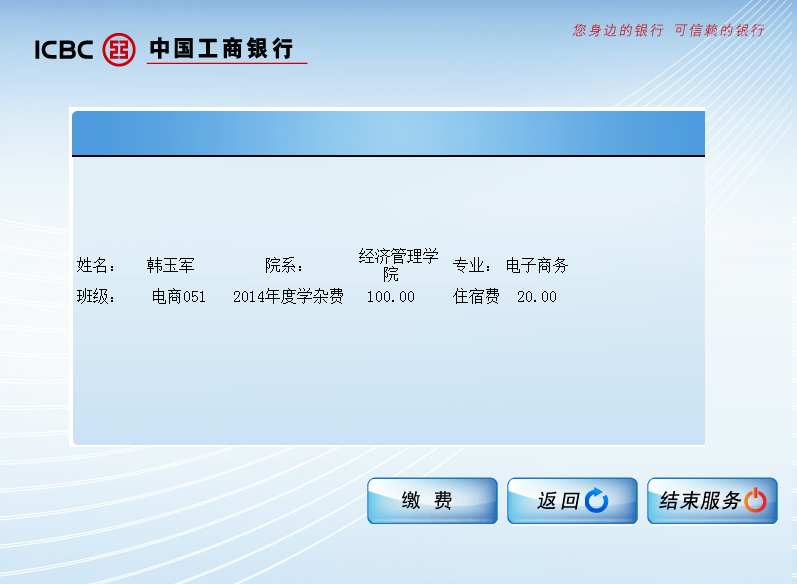 ICBC 中国工商银行
您身边的银行 可信赖的银行
姓名： 韩玉军 院系： 经济管理学院 专业： 电子商务
班级： 电商051 2014年度学杂费 100.00 住宿费 20.00
缴 费 返回 结束服务